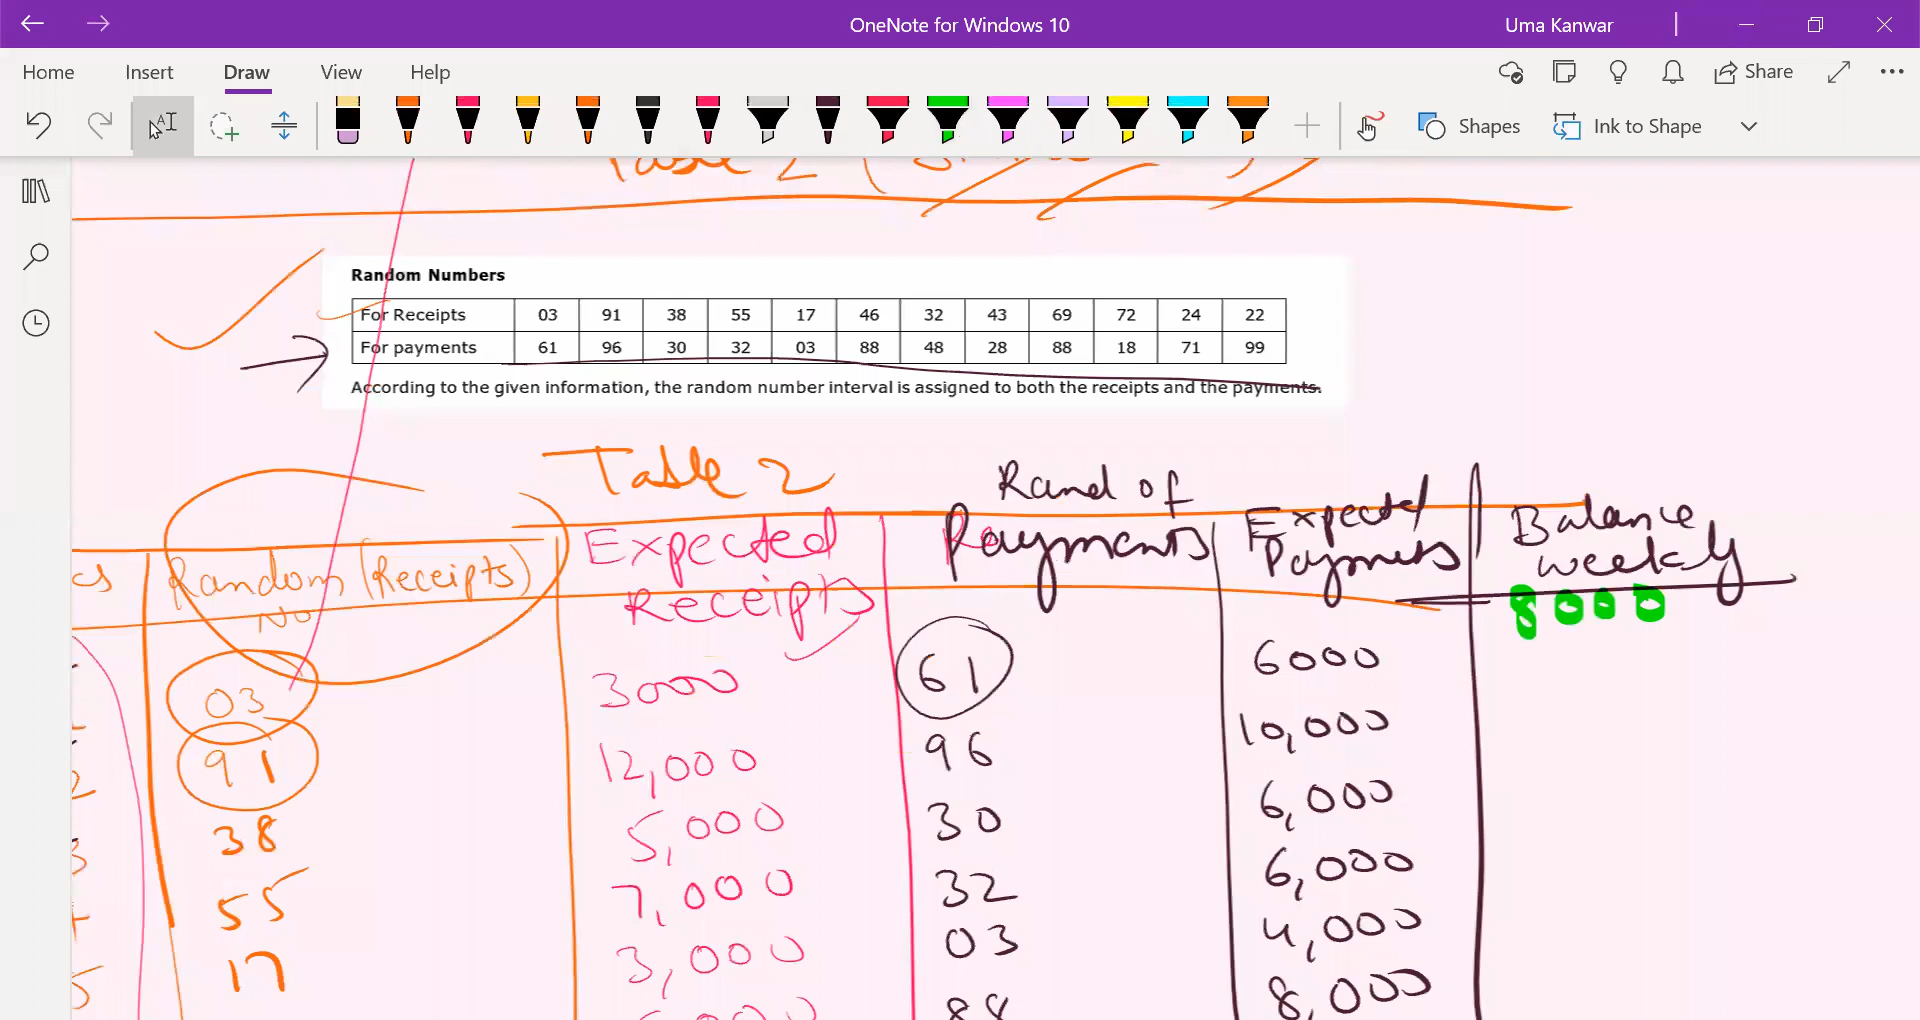 OneNote for Windows 10
Uma Kanwar
Home Insert Draw View Help
Share
Shapes Ink to Shape
Table 2
Random Numbers
For Receipts 03 91 38 55 17 46 32 43 69 72 24 22
For payments 61 96 30 32 03 88 48 28 88 18 71 99
According to the given information, the random number interval is assigned to both the receipts and the payments.
Table 2
Random (Receipts) No
Expected Receipts
Rand of Payments
Expected
Balance weekly
8000
03 3000 61 6000
91 12,000 96 10,000
38 5,000 30 6,000
55 7,000 32 6,000
17 3,000 03 4,000
88 8,000